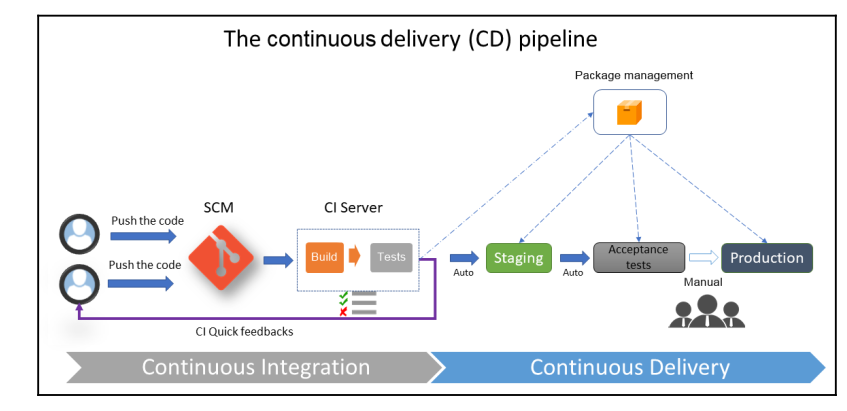 The continuous delivery (CD) pipeline
Package management
SCM
CI Server
Push the code
Push the code
Build
Tests
Auto
Staging
Auto
Acceptance
tests
Production
Manual
CI Quick feedbacks
Continuous Integration
Continuous Delivery